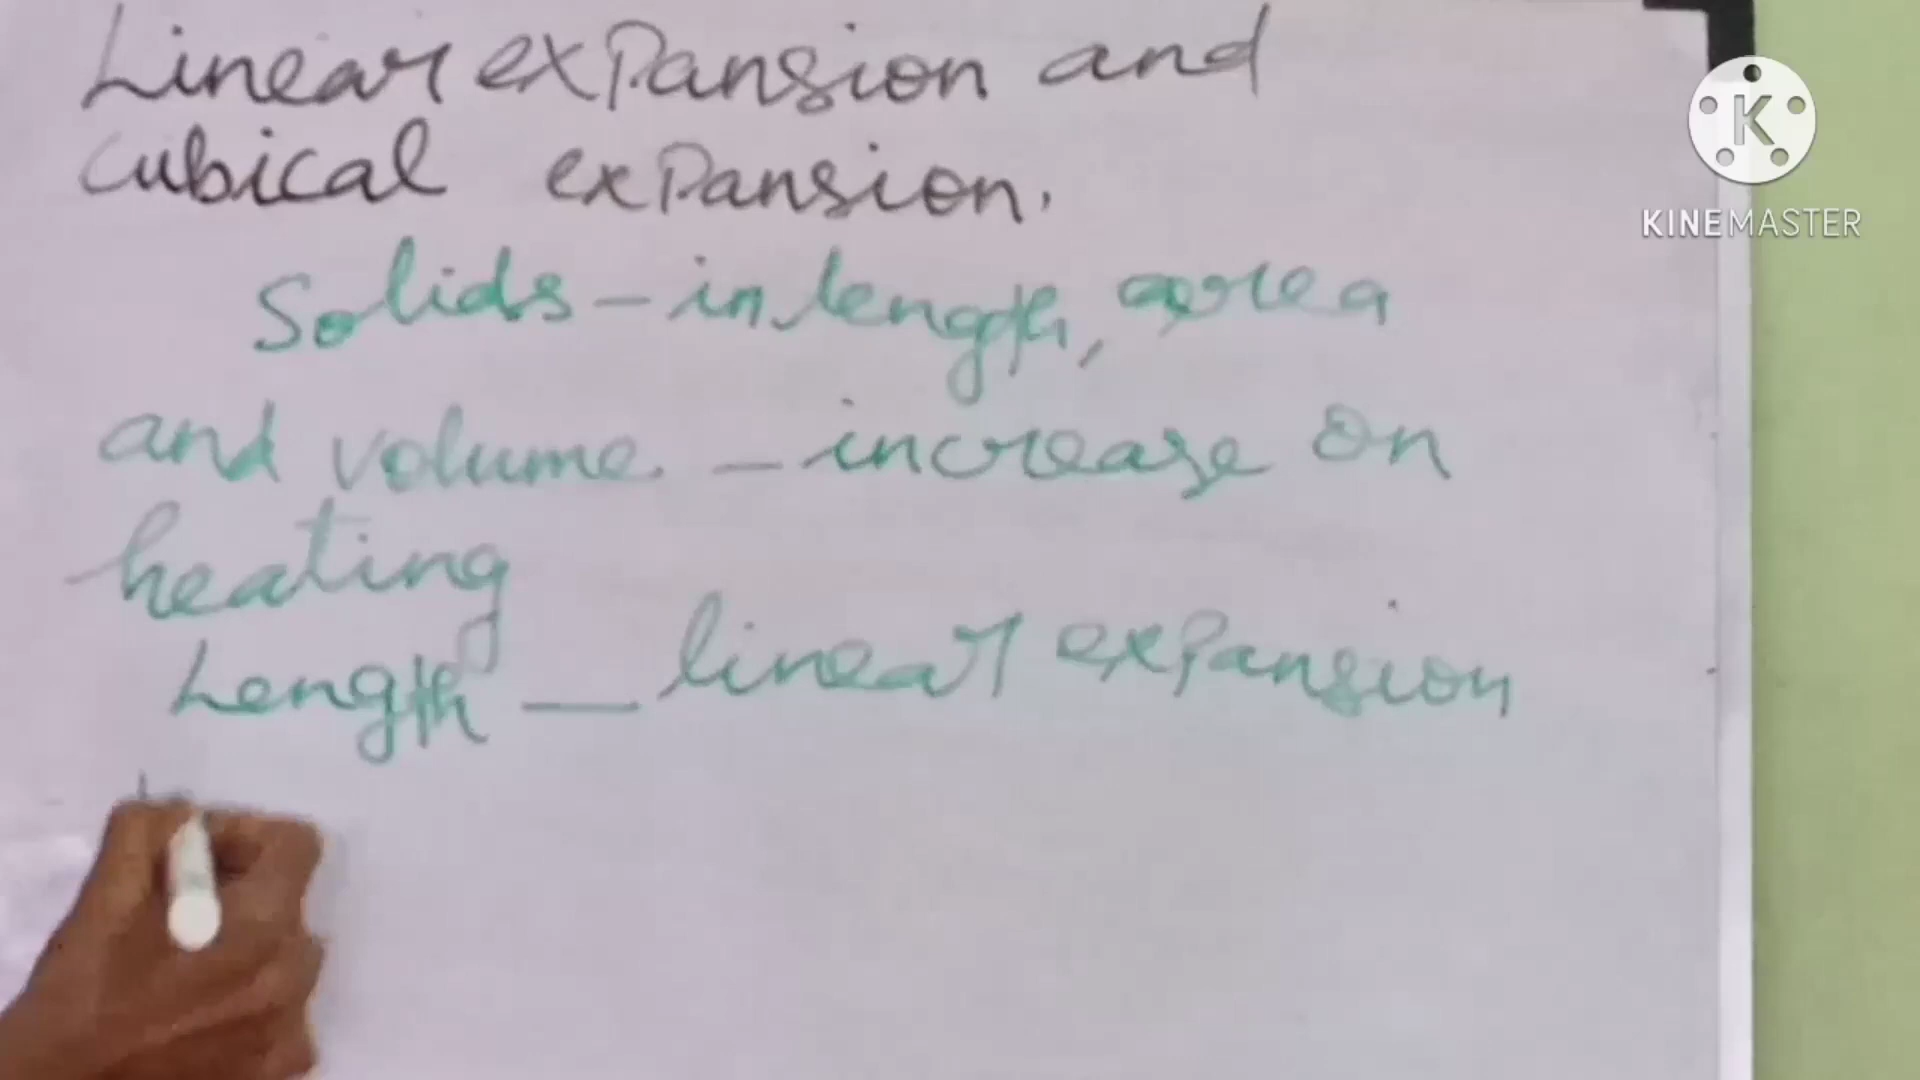 Linear expansion and
cubical expansion.
Solids - in length, area
and volume - increase on
heating
Length - linear expansion
K
KINEMASTER